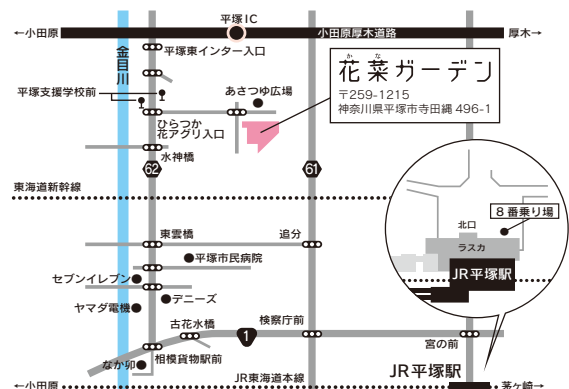 平塚IC
←小田原
小田原厚木道路
厚木→
平塚東インター入口
金目川
平塚支援学校前
あさつゆ広場
か な
花菜ガーデン
〒259-1215
神奈川県平塚市寺田縄 496-1
ひらつか
花アグリ入口
水神橋
62
61
東海道新幹線
8番乗り場
北口
ラスカ
JR平塚駅
東雲橋
追分
平塚市民病院
セブンイレブン
デニーズ
ヤマダ電機
古花水橋
1
検察庁前
宮の前
相模貨物駅前
なか卯
JR平塚駅
←小田原
JR東海道本線
茅ヶ崎→